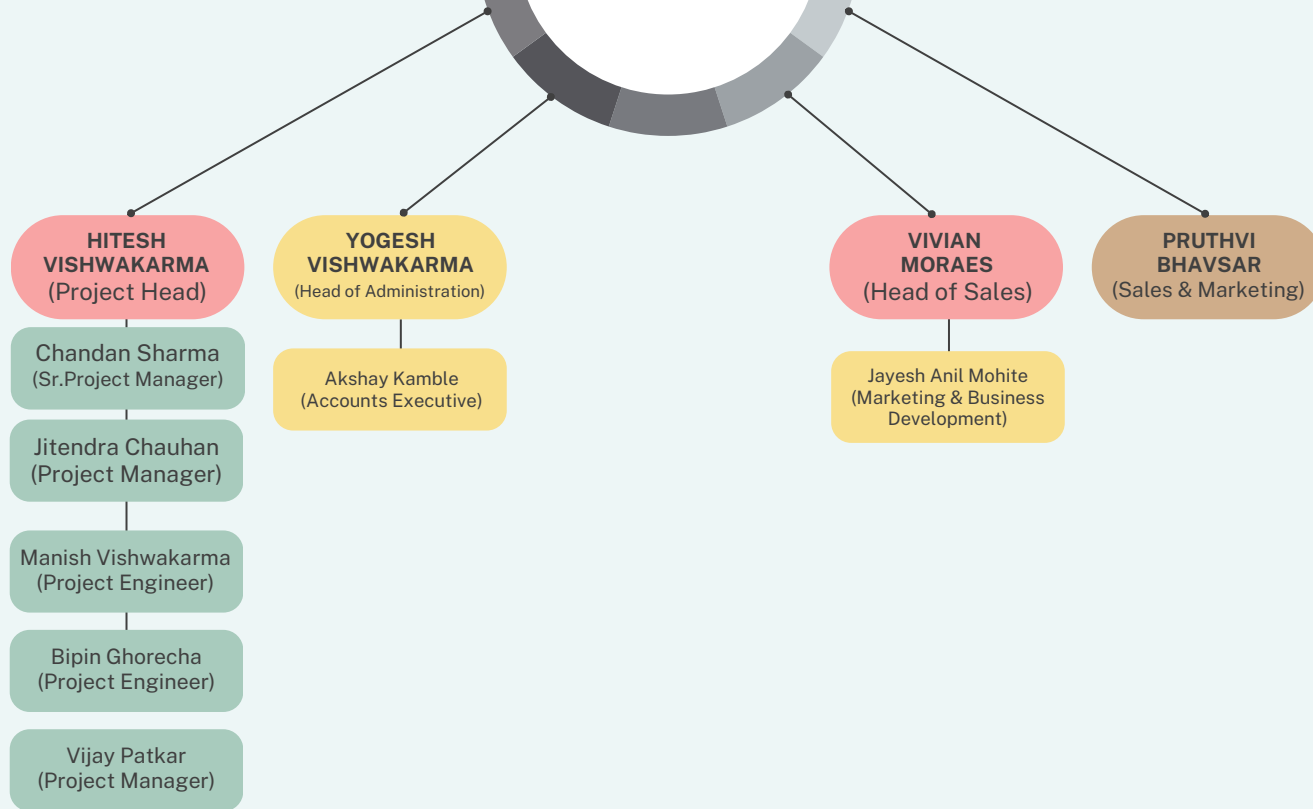 HITESH
VISHWAKARMA
(Project Head)
Chandan Sharma
(Sr.Project Manager)
Jitendra Chauhan
(Project Manager)
Manish Vishwakarma
(Project Engineer)
Bipin Ghorecha
(Project Engineer)
Vijay Patkar
(Project Manager)
YOGESH
VISHWAKARMA
(Head of Administration)
Akshay Kamble
(Accounts Executive)
VIVIAN
MORAES
(Head of Sales)
Jayesh Anil Mohite
(Marketing & Business
Development)
PRUTHVI
BHAVSAR
(Sales & Marketing)